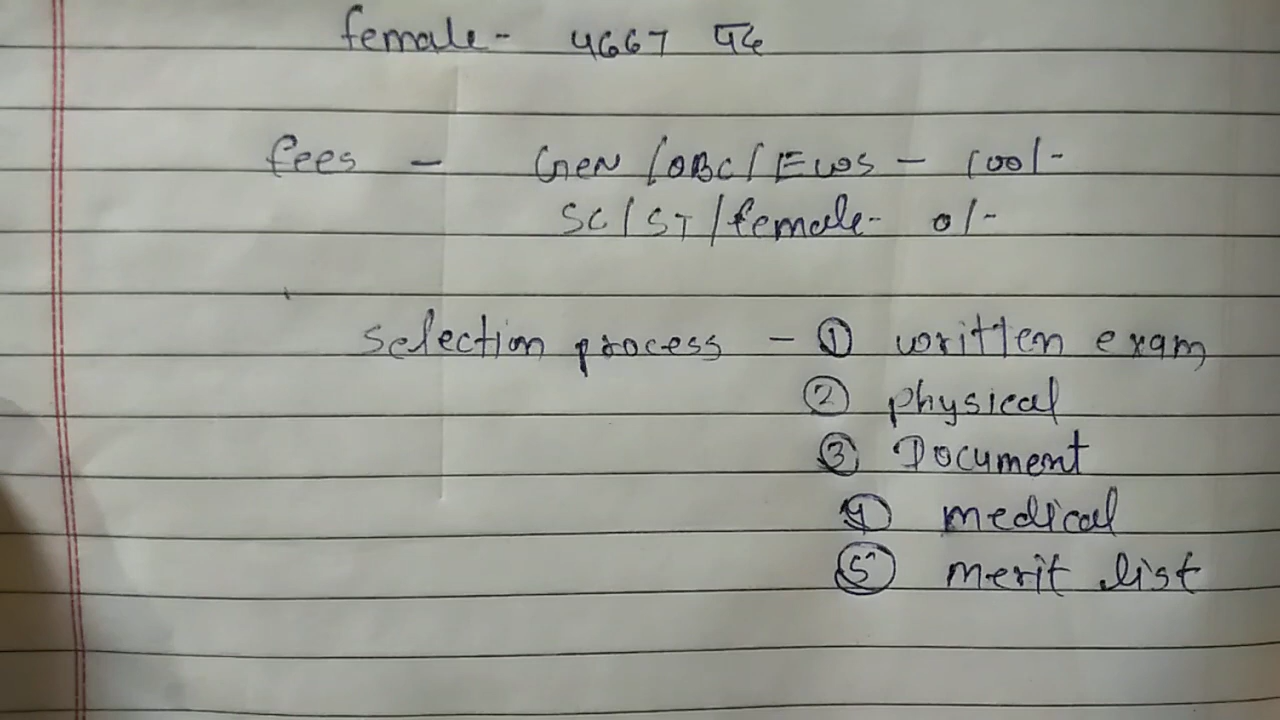 female - 4667 पद
fees - GEN/OBC/EWS - 100/-
SC/ST/female - 0/-
selection process - ① written exam
② physical
③ Document
④ medical
⑤ merit list